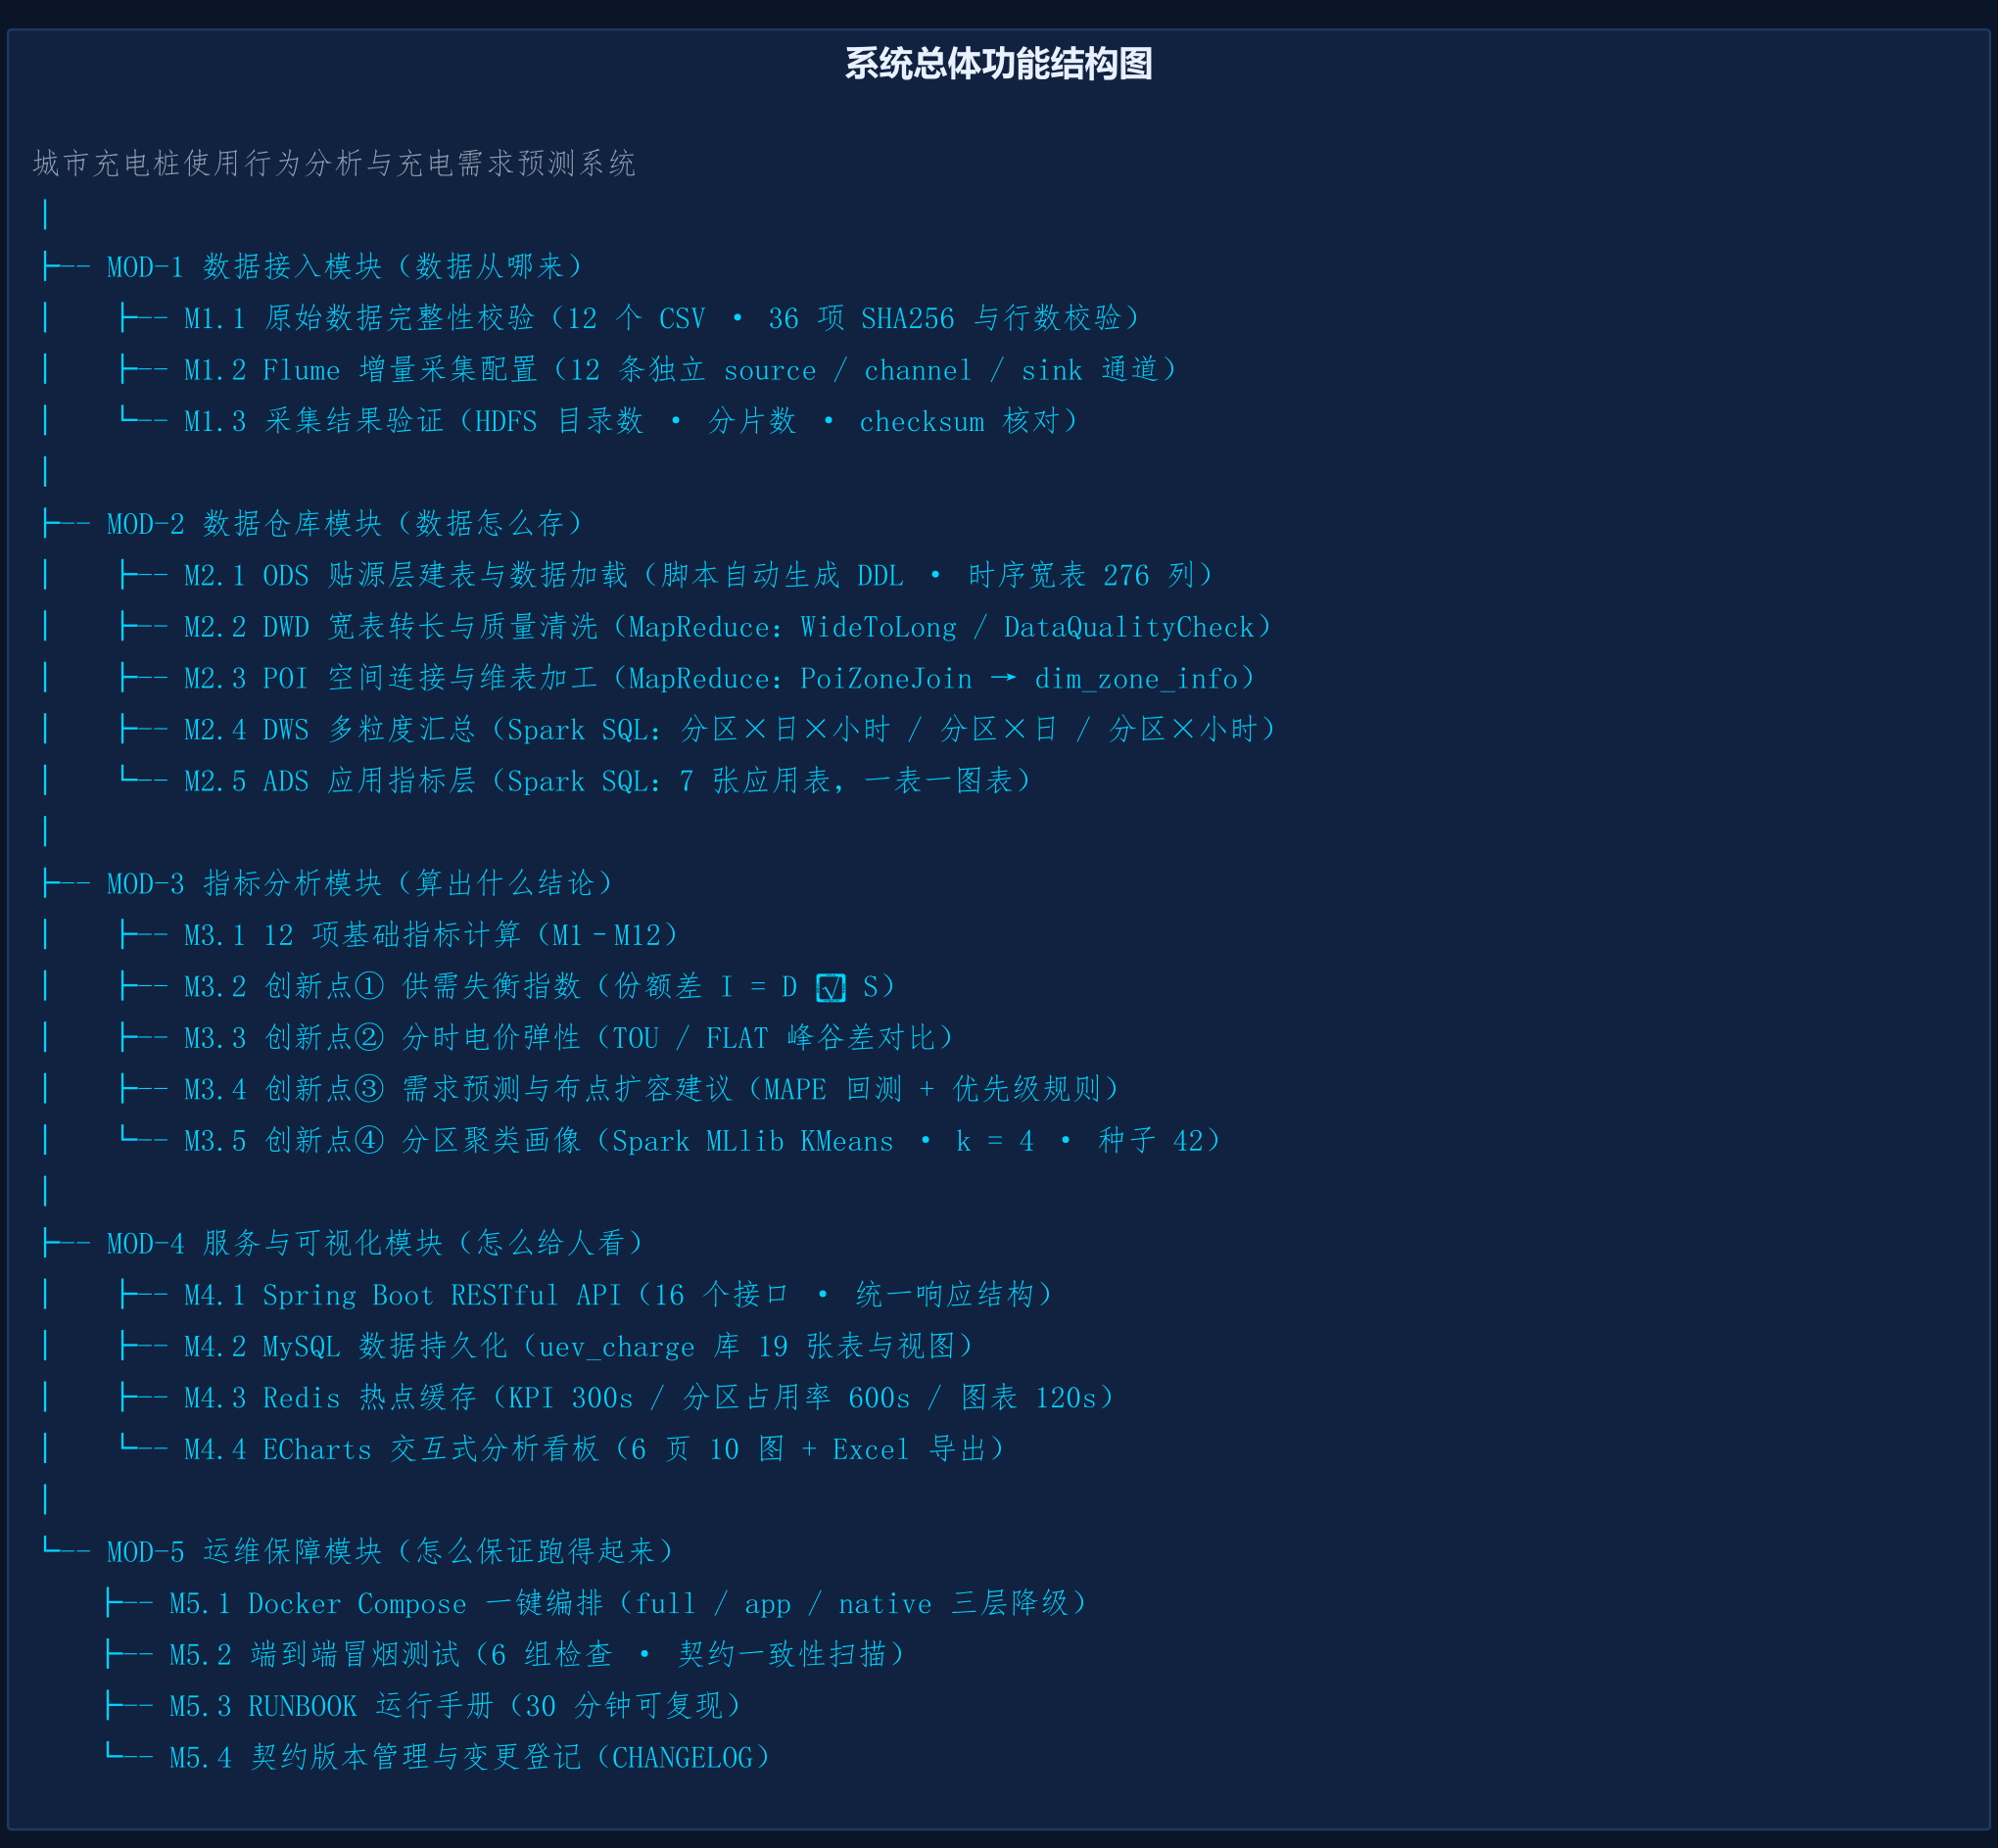 系统总体功能结构图
城市充电桩使用行为分析与充电需求预测系统
│
├── MOD-1 数据接入模块（数据从哪来）
│    ├── M1.1 原始数据完整性校验（12 个 CSV · 36 项 SHA256 与行数校验）
│    ├── M1.2 Flume 增量采集配置（12 条独立 source / channel / sink 通道）
│    └── M1.3 采集结果验证（HDFS 目录数 · 分片数 · checksum 核对）
│
├── MOD-2 数据仓库模块（数据怎么存）
│    ├── M2.1 ODS 贴源层建表与数据加载（脚本自动生成 DDL · 时序宽表 276 列）
│    ├── M2.2 DWD 宽表转长与质量清洗（MapReduce: WideToLong / DataQualityCheck）
│    ├── M2.3 POI 空间连接与维表加工（MapReduce: PoiZoneJoin → dim_zone_info）
│    ├── M2.4 DWS 多粒度汇总（Spark SQL: 分区×日×小时 / 分区×日 / 分区×小时）
│    └── M2.5 ADS 应用指标层（Spark SQL: 7 张应用表, 一表一图表）
│
├── MOD-3 指标分析模块（算出什么结论）
│    ├── M3.1 12 项基础指标计算（M1–M12）
│    ├── M3.2 创新点① 供需失衡指数（份额差 I = D ☑ S）
│    ├── M3.3 创新点② 分时电价弹性（TOU / FLAT 峰谷差对比）
│    ├── M3.4 创新点③ 需求预测与布点扩容建议（MAPE 回测 + 优先级规则）
│    └── M3.5 创新点④ 分区聚类画像（Spark MLlib KMeans · k = 4 · 种子 42）
│
├── MOD-4 服务与可视化模块（怎么给人看）
│    ├── M4.1 Spring Boot RESTful API（16 个接口 · 统一响应结构）
│    ├── M4.2 MySQL 数据持久化（uev_charge 库 19 张表与视图）
│    ├── M4.3 Redis 热点缓存（KPI 300s / 分区占用率 600s / 图表 120s）
│    └── M4.4 ECharts 交互式分析看板（6 页 10 图 + Excel 导出）
│
└── MOD-5 运维保障模块（怎么保证跑得起来）
     ├── M5.1 Docker Compose 一键编排（full / app / native 三层降级）
     ├── M5.2 端到端冒烟测试（6 组检查 · 契约一致性扫描）
     ├── M5.3 RUNBOOK 运行手册（30 分钟可复现）
     └── M5.4 契约版本管理与变更登记（CHANGELOG）